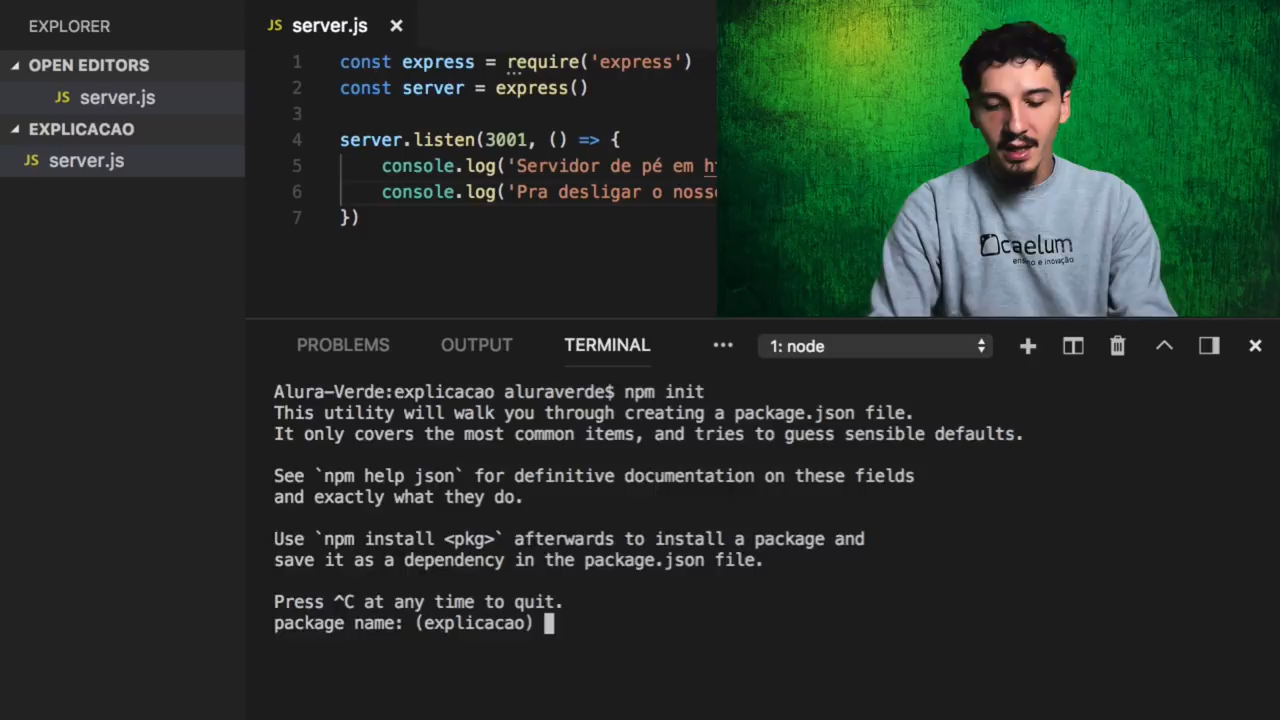 EXPLORER
OPEN EDITORS
JS server.js
EXPLICACAO
JS server.js
JS server.js ×
1 const express = require('express')
2 const server = express()
3
4 server.listen(3001, () => {
5 console.log('Servidor de pé em
6 console.log('Pra desligar o
7 })
caelum
ensino e inovação
PROBLEMS OUTPUT TERMINAL ••• 1: node
Alura-Verde:explicacao aluraverde$ npm init
This utility will walk you through creating a package.json file.
It only covers the most common items, and tries to guess sensible defaults.
See `npm help json` for definitive documentation on these fields
and exactly what they do.
Use `npm install <pkg>` afterwards to install a package and
save it as a dependency in the package.json file.
Press ^C at any time to quit.
package name: (explicacao)